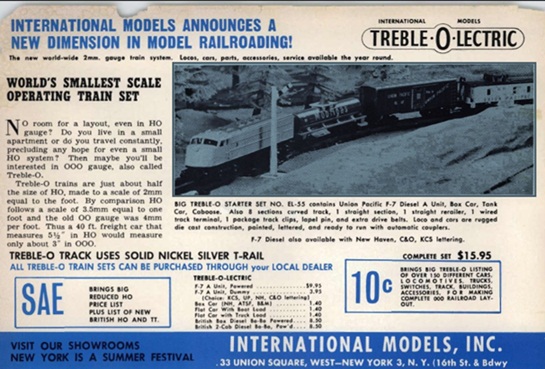 INTERNATIONAL MODELS ANNOUNCES A
NEW DIMENSION IN MODEL RAILROADING!
The new world-wide 2mm. gauge train system. Locos, cars, parts, accessories, service available the year round.
INTERNATIONAL MODELS
TREBLE-O-LECTRIC
WORLD'S SMALLEST SCALE
OPERATING TRAIN SET
NO room for a layout, even in HO
gauge? Do you live in a small
apartment or do you travel constantly,
precluding any hope for even a small
HO system? Then maybe you'll be
interested in OOO gauge, also called
Treble-O.
Treble-O trains are just about half
the size of HO, made to a scale of 2mm
equal to the foot. By comparison HO
follows a scale of 3.5mm equal to one
foot and the old OO gauge was 4mm
per foot. Thus a 40 ft. freight car that
measures 5½" in HO would measure
only about 3" in OOO.
BIG TREBLE-O STARTER SET NO. EL-55 contains Union Pacific F-7 Diesel A Unit, Box Car, Tank
Car, Caboose. Also 8 sections curved track, 1 straight section, 1 straight rerailer, 1 wired
track terminal, 1 package track clips, lapel pin, and extra drive belts. Loco and cars are rugged
die cast construction, painted, lettered, and ready to run with automatic couplers.
F-7 Diesel also available with New Haven, C&O, KCS lettering.
TREBLE-O TRACK USES SOLID NICKEL SILVER T-RAIL
COMPLETE SET $15.95
ALL TREBLE-O TRAIN SETS CAN BE PURCHASED THROUGH your LOCAL DEALER
SAE
BRINGS BIG
REDUCED HO
PRICE LIST
PLUS LIST OF NEW
BRITISH HO AND TT.
TREBLE-O-LECTRIC
F-7 A Unit, Powered $9.95
F-7 A Unit, Dummy 3.95
(Choice: KCS, UP, NH, C&O lettering)
Box Car (NH, AT&SF, B&M) 1.40
Flat Car With Boat Load 1.40
Flat Car with Truck Load 1.40
British Box Diesel Bo-Bo Powered 8.50
British 2-Cab Diesel Bo-Bo, Pow'd 8.50
10c
BRINGS BIG TREBLE-O LISTING
OF OVER 150 DIFFERENT CARS,
LOCOMOTIVES, TRUCKS,
SWITCHES, TRACK, BUILDINGS,
ACCESSORIES, FOR MAKING
COMPLETE OOO RAILROAD LAY-
OUT.
VISIT OUR SHOWROOMS
NEW YORK IS A SUMMER FESTIVAL
INTERNATIONAL MODELS, INC.
33 UNION SQUARE, WEST—NEW YORK 3, N. Y. (16th St. & Bdwy